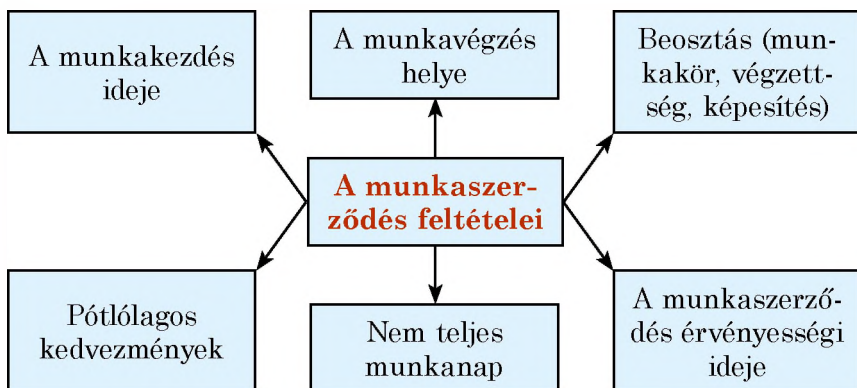 A munkakezdés
ideje
A munkavégzés
helye
Beosztás (mun-
kakör, végzett-
ség, képesítés)
A munkaszer-
ződés feltételei
Pótlólagos
kedvezmények
Nem teljes
munkanap
A munkaszerző-
dés érvényességi
ideje